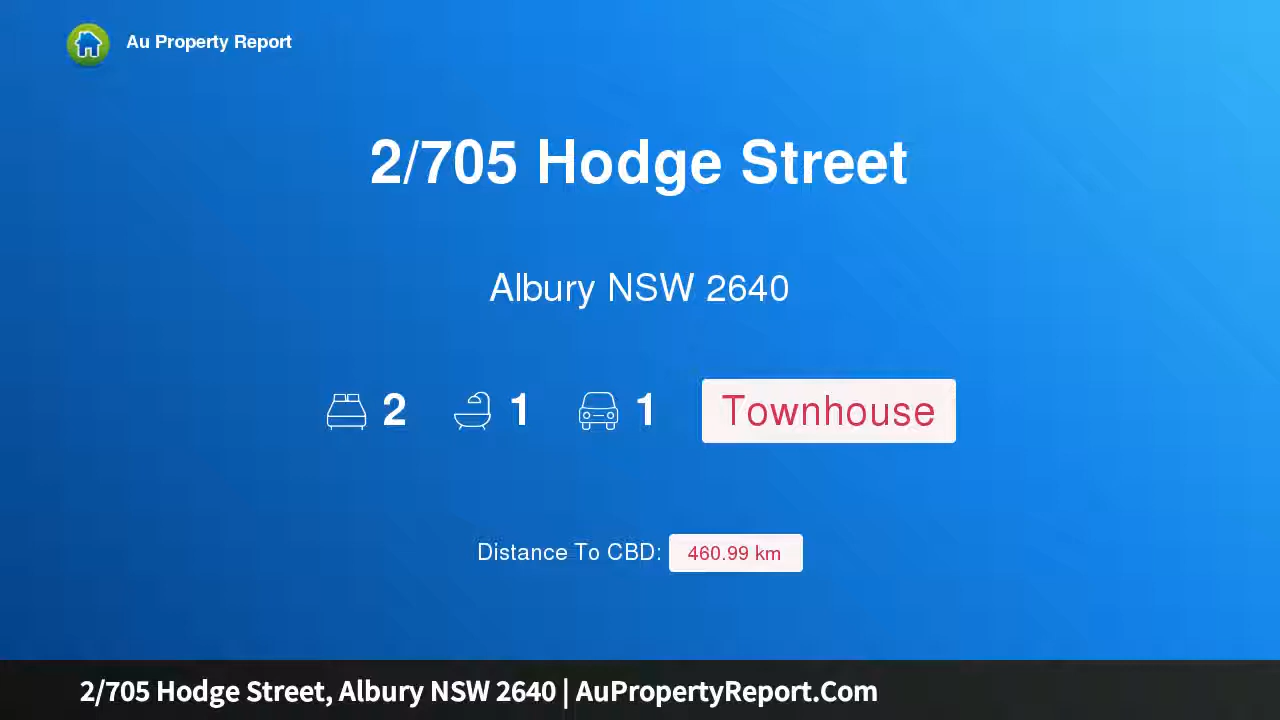 Au Property Report
2/705 Hodge Street
Albury NSW 2640
2 1 1 Townhouse
Distance To CBD: 460.99 km
2/705 Hodge Street, Albury NSW 2640 | AuPropertyReport.Com